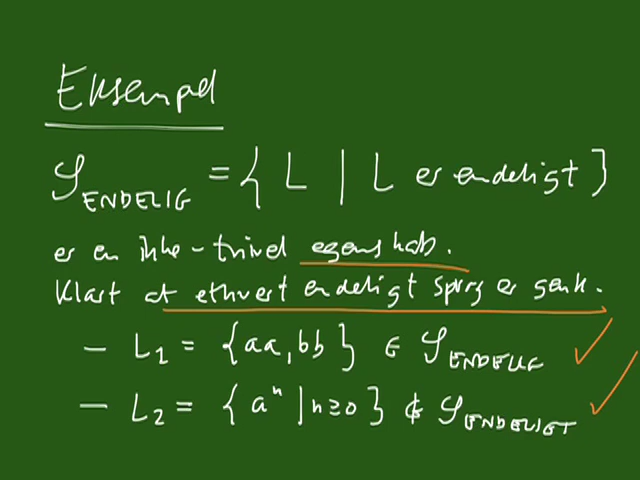 Eksempel
𝒮ENDELIG = { L | L er endeligt }
er en ikke-triviel egenskab.
Klart at ethvert endeligt sprog er genk.
– L1 = {aa, bb} ∈ 𝒮ENDELIG ✓
– L2 = { aⁿ | n ≥ 0 } ∉ 𝒮ENDELIGT ✓